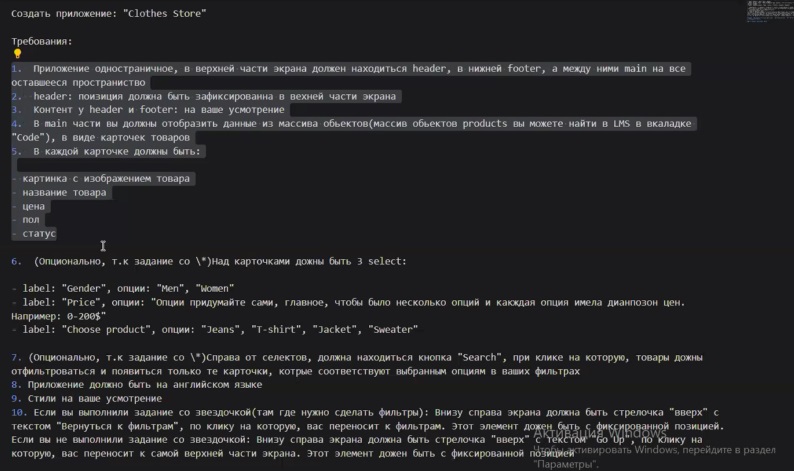 Создать приложение: "Clothes Store"
Требования:
1. Приложение одностраничное, в верхней части экрана должен находиться header, в нижней footer, а между ними main на все
оставшееся пространство
2. header: поизиция должна быть зафиксированна в вехней части экрана
3. Контент у header и footer: на ваше усмотрение
4. В main части вы должны отобразить данные из массива обьектов(массив обьектов products вы можете найти в LMS в вкаладке
"Code"), в виде карточек товаров
5. В каждой карточке должны быть:
- картинка с изображением товара
- название товара
- цена
- пол
- статус
6. (Опционально, т.к задание со \*)Над карточками дожны быть 3 select:
- label: "Gender", опции: "Men", "Women"
- label: "Price", опции: "Опции придумайте сами, главное, чтобы было несколько опций и какждая опция имела дианпозон цен.
Например: 0-200$"
- label: "Choose product", опции: "Jeans", "T-shirt", "Jacket", "Sweater"
7. (Опционально, т.к задание со \*)Справа от селектов, должна находиться кнопка "Search", при клике на которую, товары дожны
отфильтроваться и появиться только те карточки, котрые соответствуют выбранным опциям в ваших фильтрах
8. Приложение должно быть на английском языке
9. Стили на ваше усмотрение
10. Если вы выполнили задание со звездочкой(там где нужно сделать фильтры): Внизу справа экрана должна быть стрелочка "вверх" с
текстом "Вернуться к фильтрам", по клику на которую, вас переносит к фильтрам. Этот элемент дожен быть с фиксированной позицией.
Если вы не выполнили задание со звездочкой: Внизу справа экрана должна быть стрелочка "вверх" с текстом "Go Up", по клику на
которую, вас переносит к самой верхней части экрана. Этот элемент дожен быть с фиксированной позицией
Активация Windows
Чтобы активировать Windows, перейдите в раздел
"Параметры".